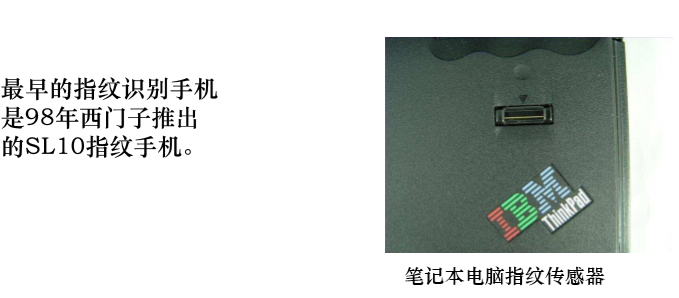 最早的指纹识别手机
是98年西门子推出
的SL10指纹手机。
IBM
ThinkPad
笔记本电脑指纹传感器